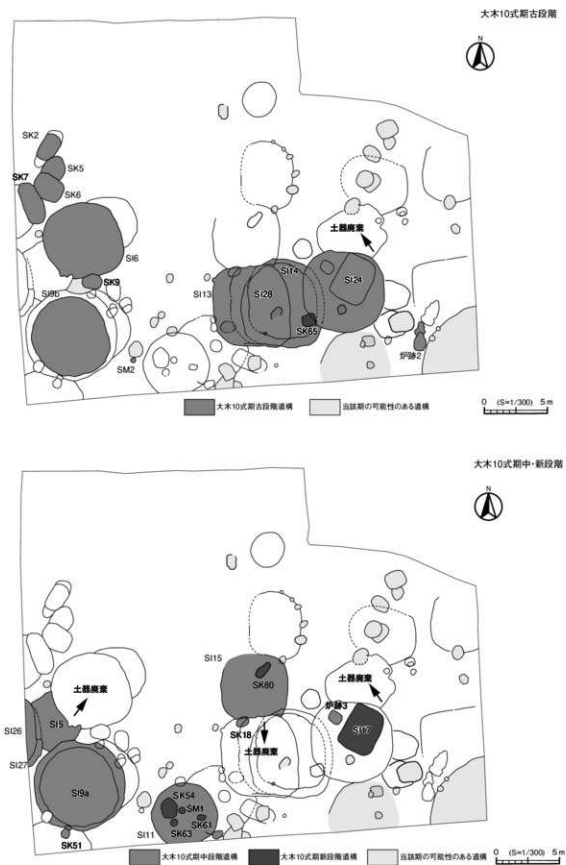 大木10式期古段階
N
SK2
SK5
SK7
SK6
SI6
土器廃棄
SK9
SI14
SI24
SI9b
SI13
SI28
SK65
SM2
炉跡2
大木10式期古段階遺構
当該期の可能性のある遺構
0 (S=1/300) 5m
大木10式期中・新段階
N
SI15
土器廃棄
SK80
土器廃棄
SI5
炉跡3
SI26
SK18
SI17
土器廃棄
SI27
SI9a
SK54
SM1
SK61
SK51
SI11
SK63
大木10式期中段階遺構
大木10式期新段階遺構
当該期の可能性のある遺構
0 (S=1/300) 5m